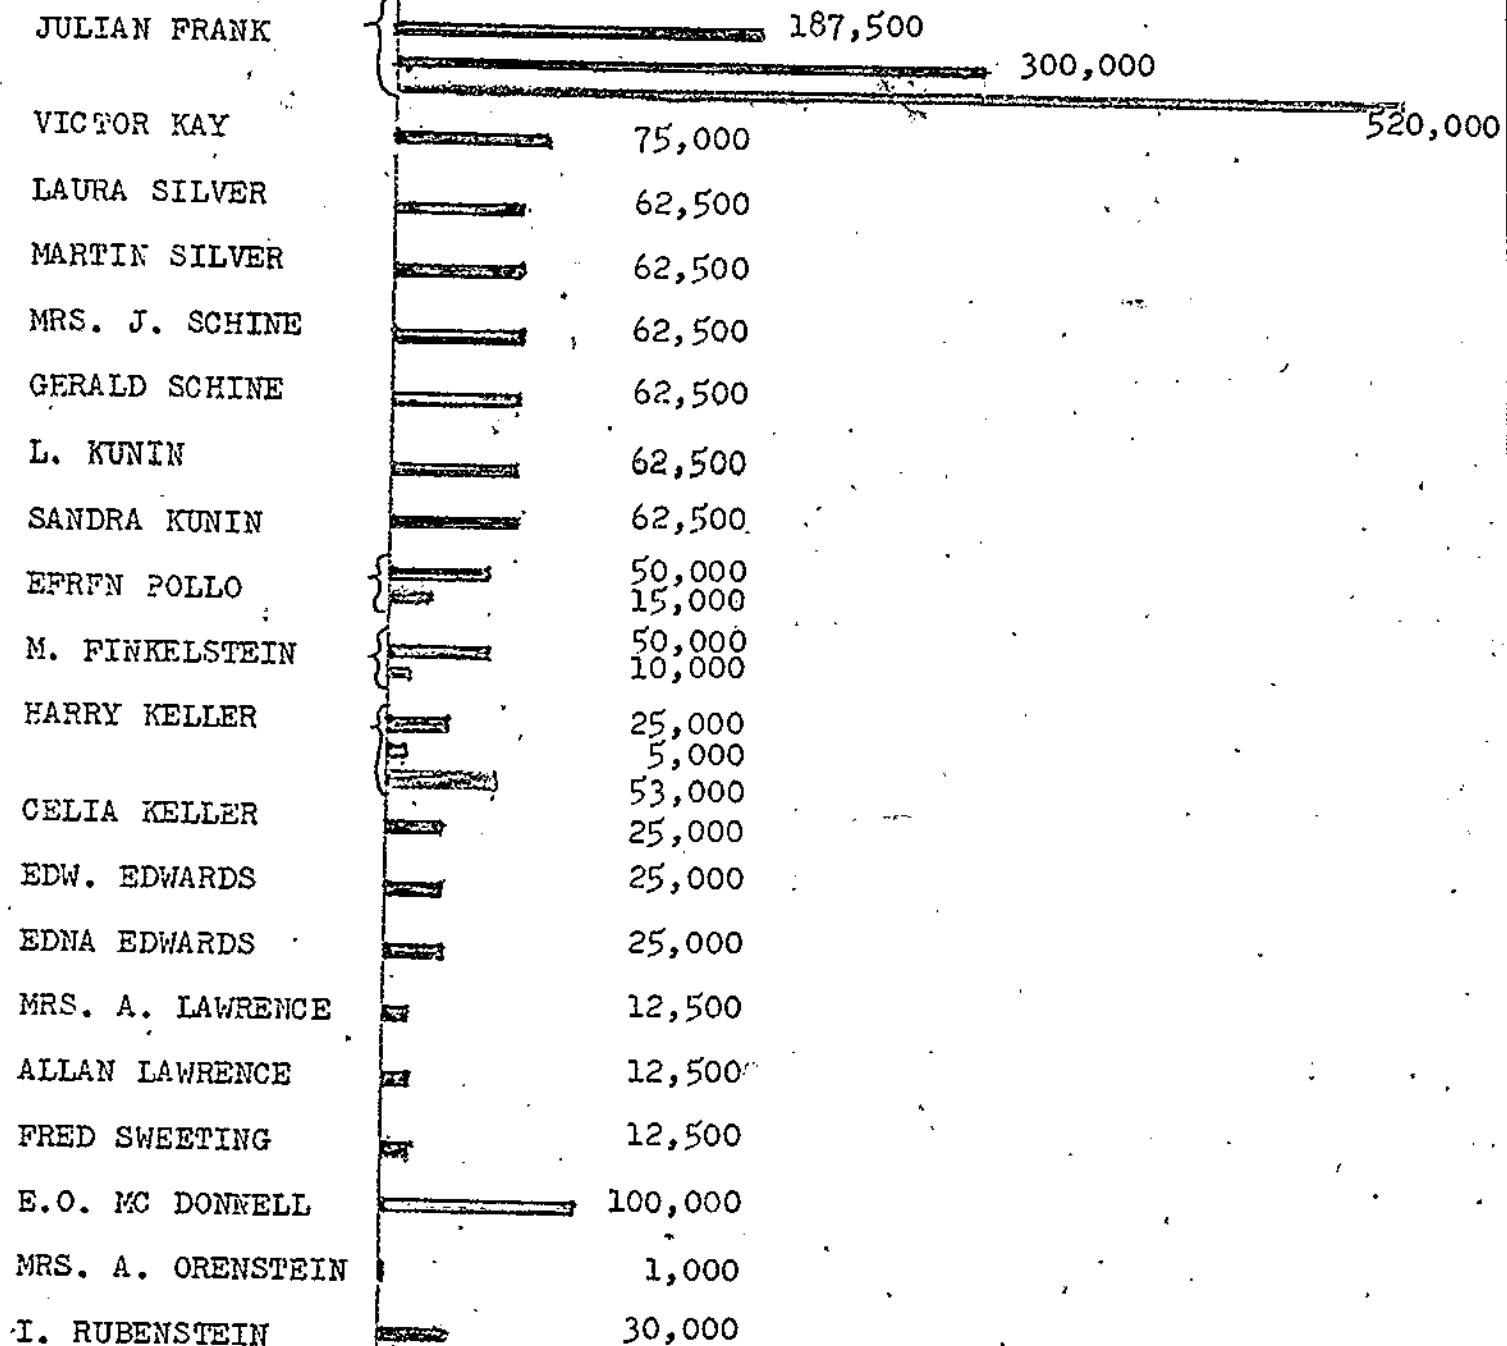 JULIAN FRANK 187,500
300,000
520,000
VICTOR KAY 75,000
LAURA SILVER 62,500
MARTIN SILVER 62,500
MRS. J. SCHINE 62,500
GERALD SCHINE 62,500
L. KUNIN 62,500
SANDRA KUNIN 62,500
EFREN POLLO 50,000
15,000
M. FINKELSTEIN 50,000
10,000
HARRY KELLER 25,000
5,000
53,000
CELIA KELLER 25,000
EDW. EDWARDS 25,000
EDNA EDWARDS 25,000
MRS. A. LAWRENCE 12,500
ALLAN LAWRENCE 12,500
FRED SWEETING 12,500
E.O. MC DONNELL 100,000
MRS. A. ORENSTEIN 1,000
I. RUBENSTEIN 30,000